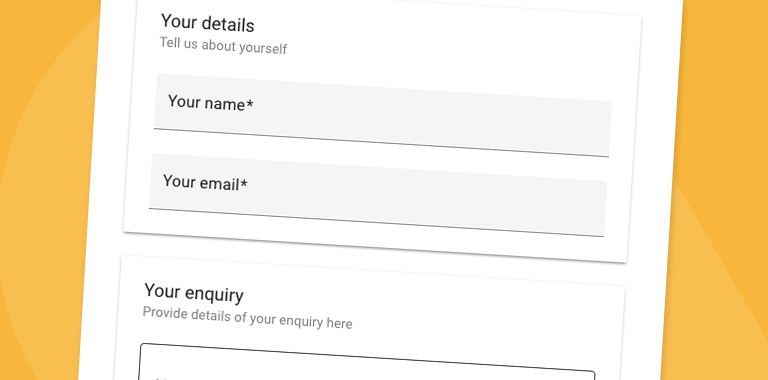 Your details
Tell us about yourself
Your name*
Your email*
Your enquiry
Provide details of your enquiry here